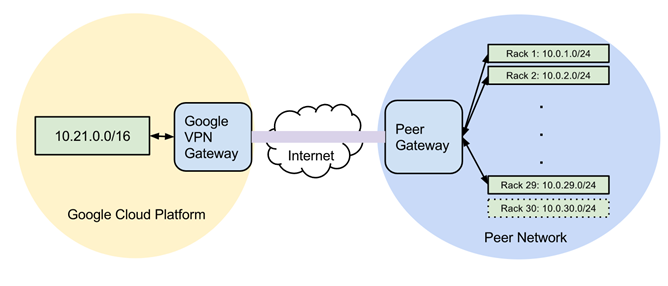 10.21.0.0/16
Google
VPN
Gateway
Google Cloud Platform
Internet
Peer
Gateway
Rack 1: 10.0.1.0/24
Rack 2: 10.0.2.0/24
.
.
.
Rack 29: 10.0.29.0/24
Rack 30: 10.0.30.0/24
Peer Network